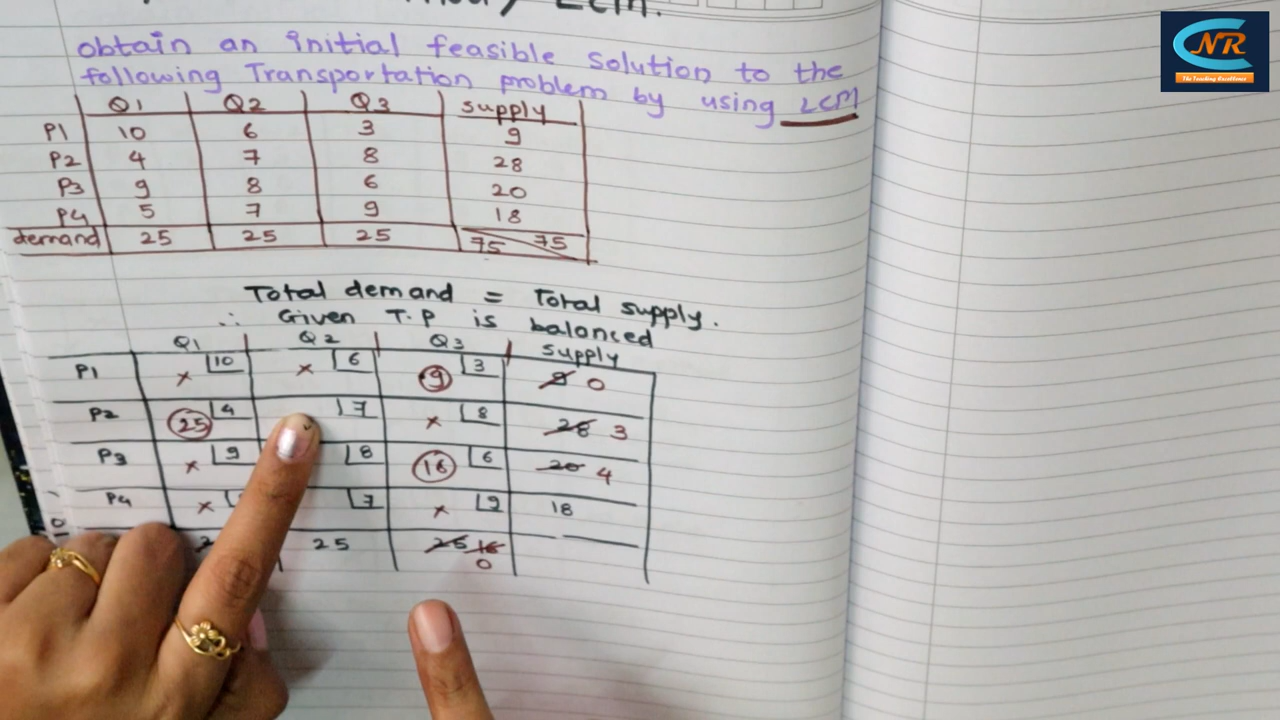 LCM.
NR
The Teaching Excellence
obtain an initial feasible solution to the
following Transportation problem by using LCM
Q1 Q2 Q3 supply
P1 10 6 3 9
P2 4 7 8 28
P3 9 8 6 20
P4 5 7 9 18
demand 25 25 25 75 75
Total demand = Total supply.
∴ Given T.P is balanced
Q1 Q2 Q3 supply
P1 × 10 × 6 9 3 9 0
P2 25 4 7 × 8 28 3
P3 × 9 8 16 6 20 4
P4 × 7 × 9 18
25 25 16
0